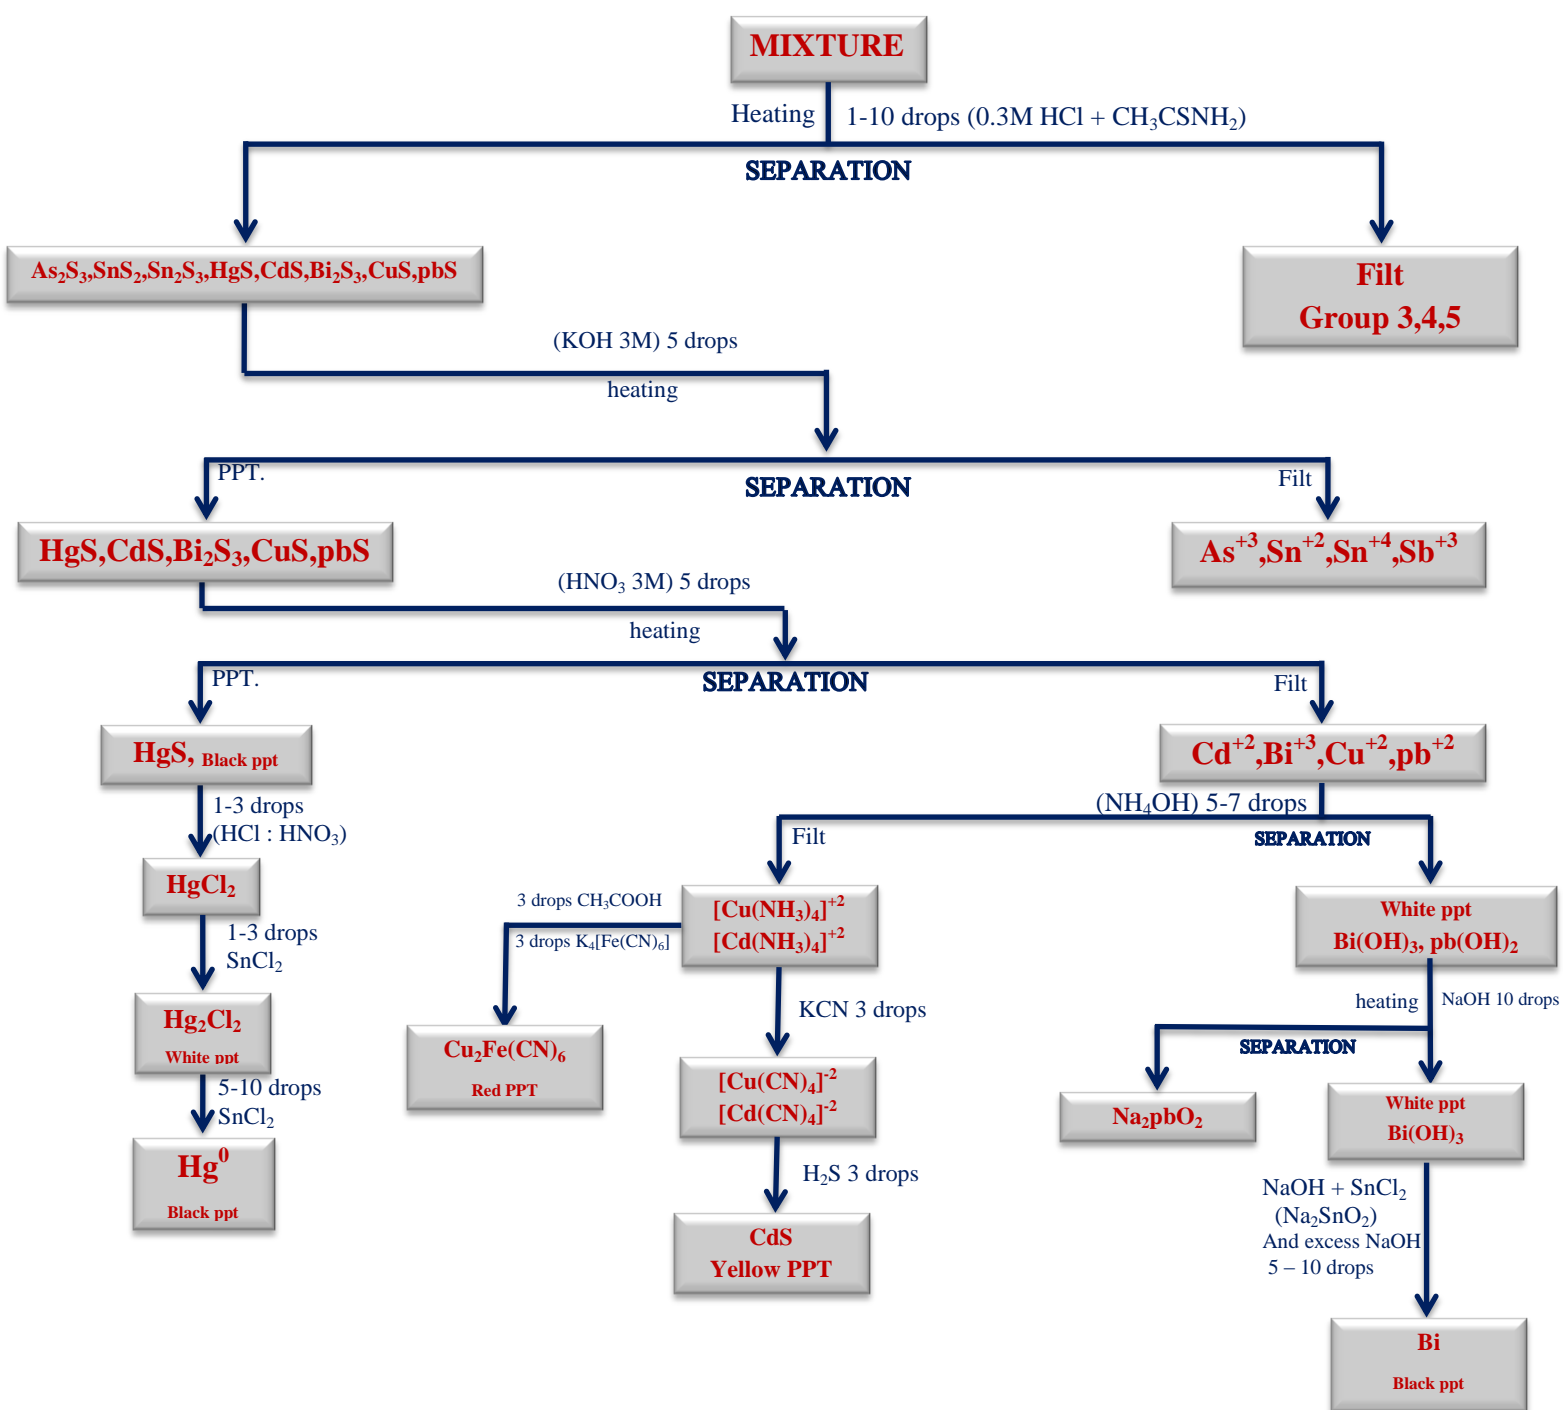 MIXTURE
Heating
1-10 drops (0.3M HCl + CH₃CSNH₂)
SEPARATION
As₂S₃,SnS₂,Sn₂S₃,HgS,CdS,Bi₂S₃,CuS,pbS
Filt
Group 3,4,5
(KOH 3M) 5 drops
heating
PPT.
SEPARATION
Filt
HgS,CdS,Bi₂S₃,CuS,pbS
As⁺³,Sn⁺²,Sn⁺⁴,Sb⁺³
(HNO₃ 3M) 5 drops
heating
PPT.
SEPARATION
Filt
HgS, Black ppt
Cd⁺²,Bi⁺³,Cu⁺²,pb⁺²
1-3 drops
(HCl : HNO₃)
(NH₄OH) 5-7 drops
Filt
SEPARATION
HgCl₂
3 drops CH₃COOH
3 drops K₄[Fe(CN)₆]
[Cu(NH₃)₄]⁺²
[Cd(NH₃)₄]⁺²
White ppt
Bi(OH)₃, pb(OH)₂
1-3 drops
SnCl₂
KCN 3 drops
heating
NaOH 10 drops
SEPARATION
Hg₂Cl₂
White ppt
Cu₂Fe(CN)₆
Red PPT
[Cu(CN)₄]⁻²
[Cd(CN)₄]⁻²
Na₂pbO₂
White ppt
Bi(OH)₃
5-10 drops
SnCl₂
Hg⁰
Black ppt
H₂S 3 drops
NaOH + SnCl₂
(Na₂SnO₂)
And excess NaOH
5 – 10 drops
CdS
Yellow PPT
Bi
Black ppt